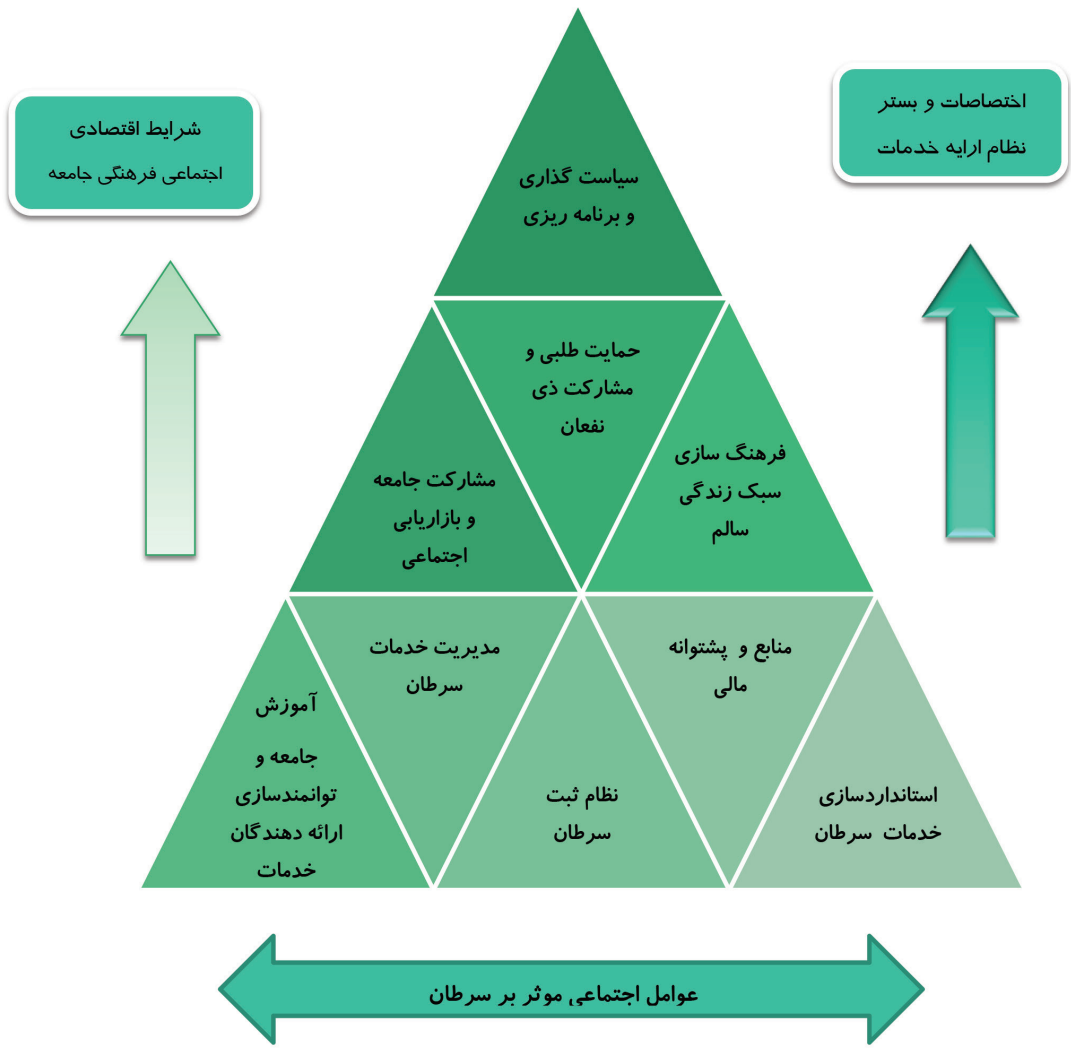 اختصاصات و بستر
نظام ارایه خدمات
شرایط اقتصادی
اجتماعی فرهنگی جامعه
سیاست گذاری
و برنامه ریزی
حمایت طلبی و
مشارکت ذی
نفعان
فرهنگ سازی
سبک زندگی
سالم
مشارکت جامعه
و بازاریابی
اجتماعی
منابع و پشتوانه
مالی
مدیریت خدمات
سرطان
استانداردسازی
خدمات سرطان
نظام ثبت
سرطان
آموزش
جامعه و
توانمندسازی
ارائه دهندگان
خدمات
عوامل اجتماعی موثر بر سرطان